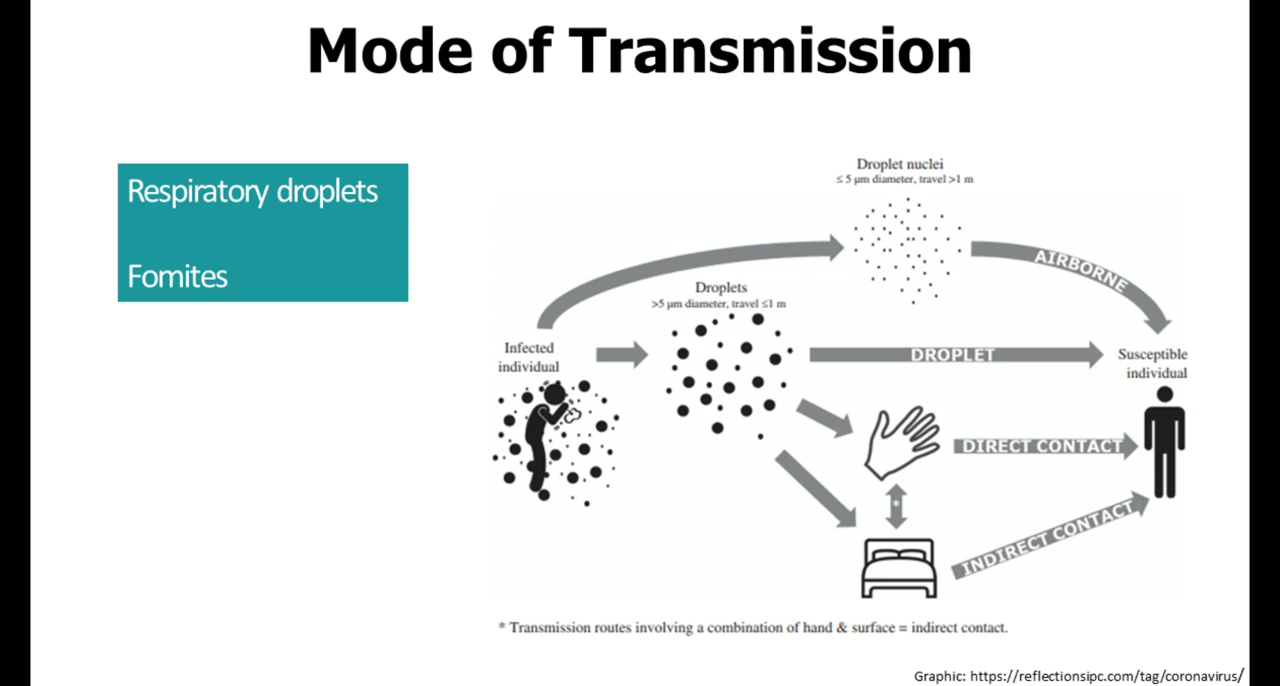 Mode of Transmission
Respiratory droplets
Fomites
Droplet nuclei
≤ 5 µm diameter, travel >1 m
AIRBORNE
Droplets
>5 µm diameter, travel ≤1 m
Infected
individual
DROPLET
Susceptible
individual
DIRECT CONTACT
*
INDIRECT CONTACT
* Transmission routes involving a combination of hand & surface = indirect contact.
Graphic: https://reflectionsipc.com/tag/coronavirus/